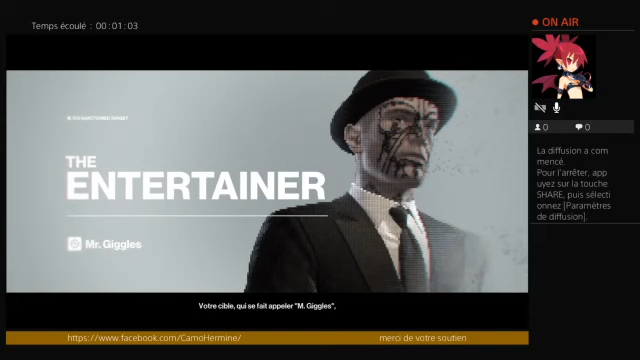 Temps écoulé : 00:01:03
ON AIR
THE
ENTERTAINER
Mr. Giggles
0
0
La diffusion a com
mencé.
Pour l'arrêter, app
uyez sur la touche
SHARE, puis sélecti
onnez [Paramètres
de diffusion].
Votre cible, qui se fait appeler "M. Giggles",
https://www.facebook.com/CamoHermine/
merci de votre soutien